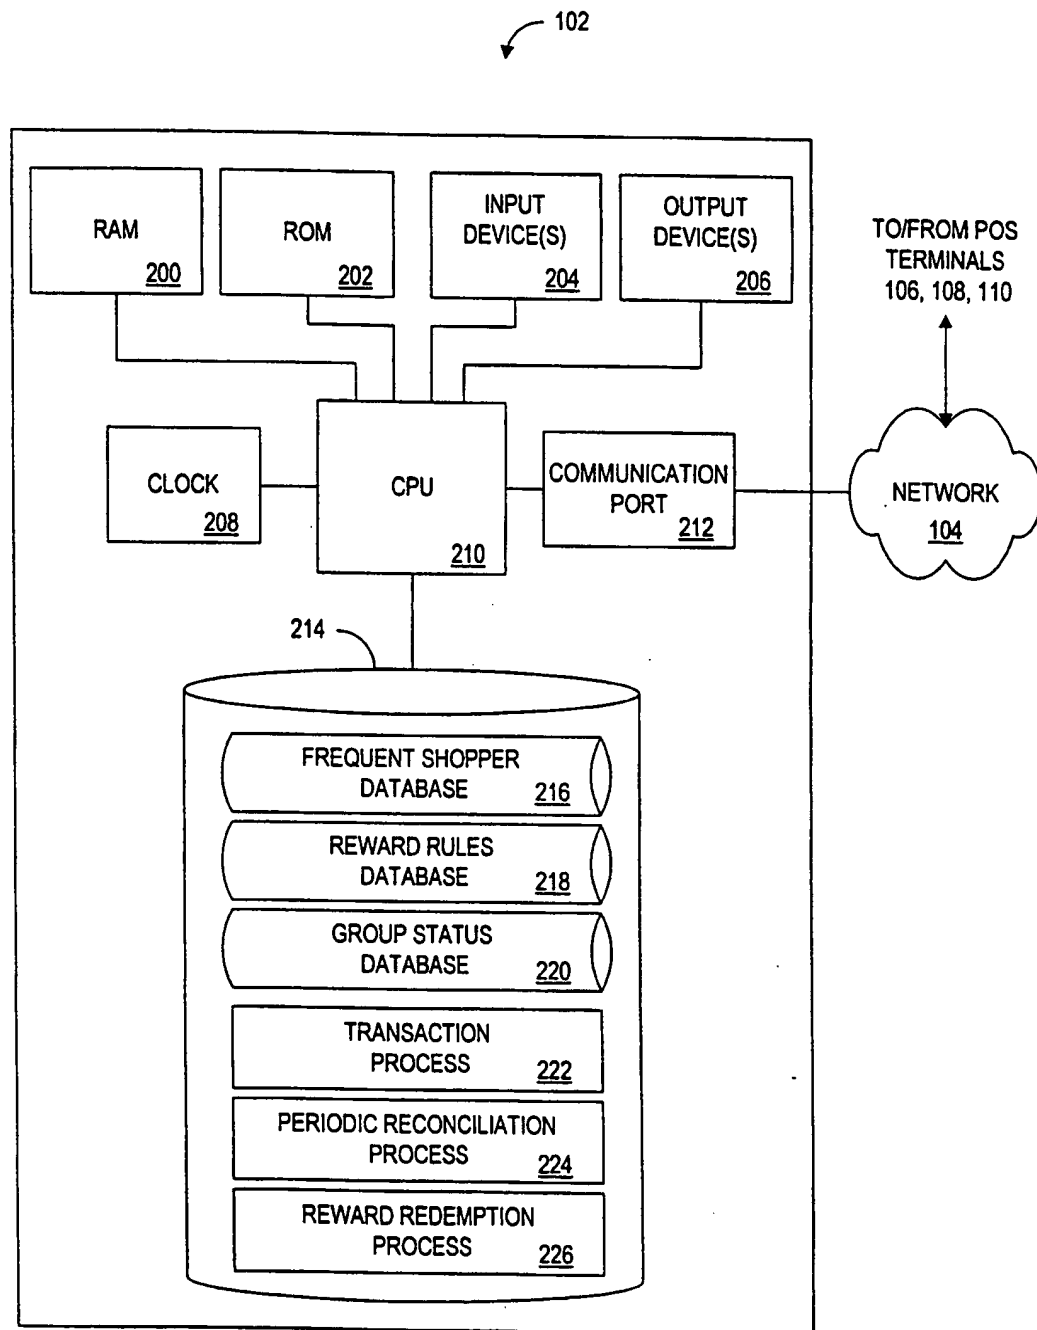 102
RAM
200
ROM
202
INPUT
DEVICE(S)
204
OUTPUT
DEVICE(S)
206
TO/FROM POS
TERMINALS
106, 108, 110
CLOCK
208
CPU
210
COMMUNICATION
PORT
212
NETWORK
104
214
FREQUENT SHOPPER
DATABASE
216
REWARD RULES
DATABASE
218
GROUP STATUS
DATABASE
220
TRANSACTION
PROCESS
222
PERIODIC RECONCILIATION
PROCESS
224
REWARD REDEMPTION
PROCESS
226